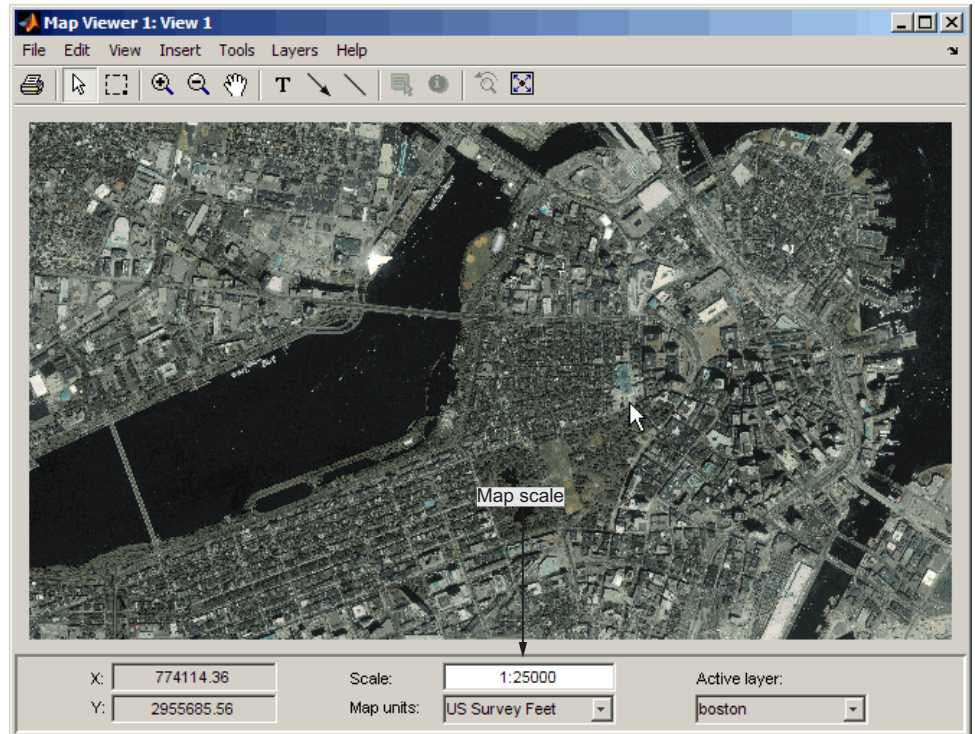 Map Viewer 1: View 1
File Edit View Insert Tools Layers Help
T
Map scale
X: 774114.36 Scale: 1:25000 Active layer:
Y: 2955685.56 Map units: US Survey Feet boston